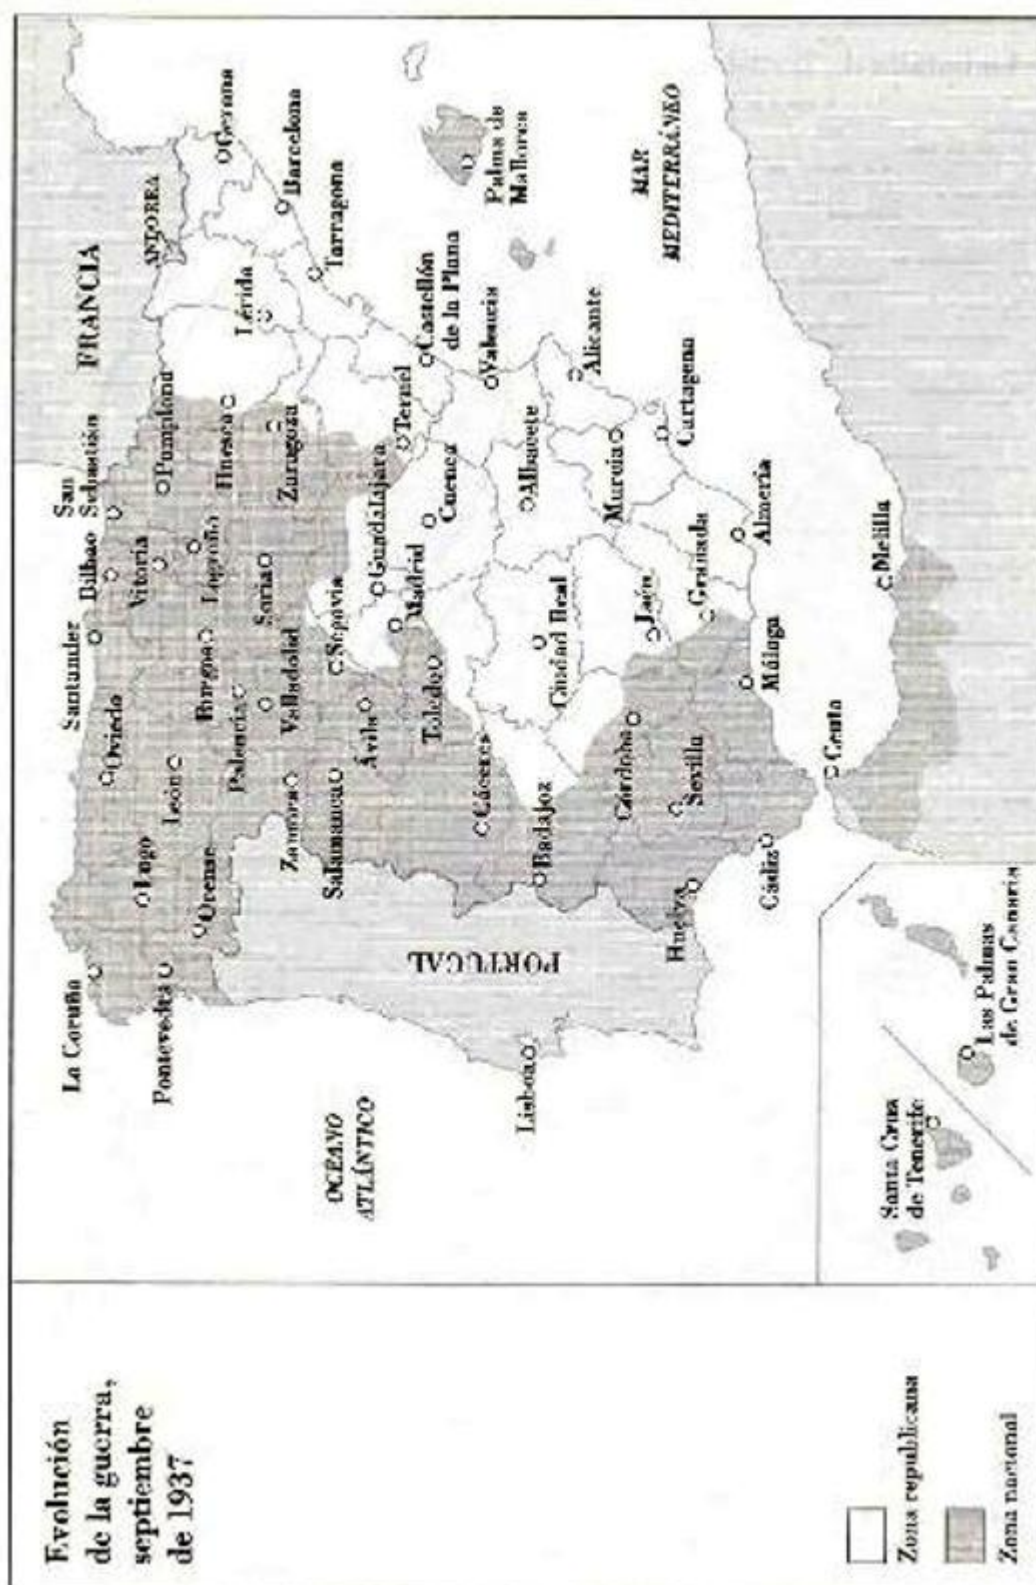 Evolución
de la guerra,
septiembre
de 1937
Zona republicana
Zona nacional
OCÉANO
ATLÁNTICO
MAR
MEDITERRÁNEO
FRANCIA
ANDORRA
PORTUGAL
La Coruña
Lugo
Pontevedra
Orense
Oviedo
León
Santander
Bilbao
San
Sebastián
Vitoria
Pamplona
Logroño
Burgos
Palencia
Valladolid
Zamora
Salamanca
Soria
Segovia
Ávila
Huesca
Zaragoza
Teruel
Lérida
Gerona
Barcelona
Tarragona
Castellón
de la Plana
Valencia
Alicante
Palma de
Mallorca
Guadalajara
Madrid
Cuenca
Toledo
Ciudad Real
Albacete
Cáceres
Badajoz
Lisboa
Murcia
Cartagena
Almería
Granada
Jaén
Córdoba
Sevilla
Huelva
Cádiz
Málaga
Ceuta
Melilla
Santa Cruz
de Tenerife
Las Palmas
de Gran Canaria